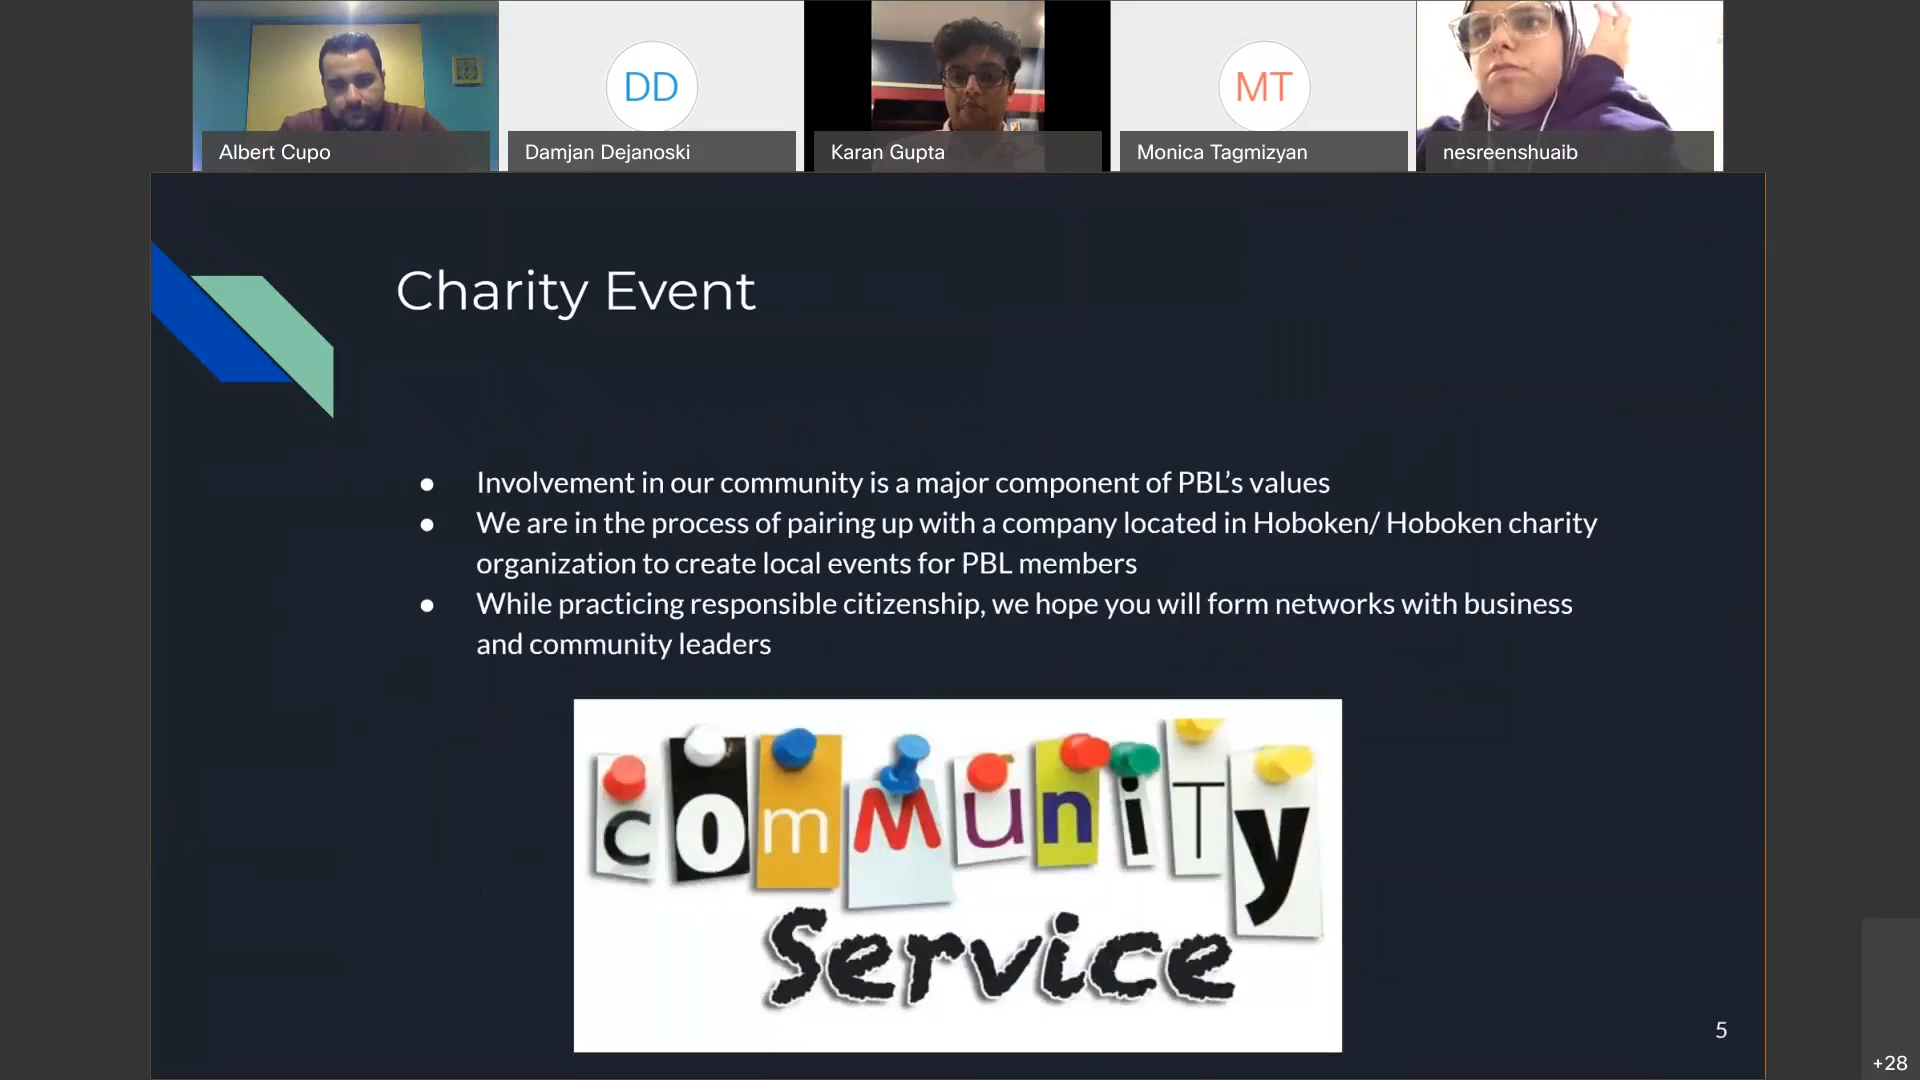 DD
MT
Albert Cupo
Damjan Dejanoski
Karan Gupta
Monica Tagmizyan
nesreenshuaib
Charity Event
● Involvement in our community is a major component of PBL’s values
● We are in the process of pairing up with a company located in Hoboken/ Hoboken charity
organization to create local events for PBL members
● While practicing responsible citizenship, we hope you will form networks with business
and community leaders
comMuniTy
Service
5
+28